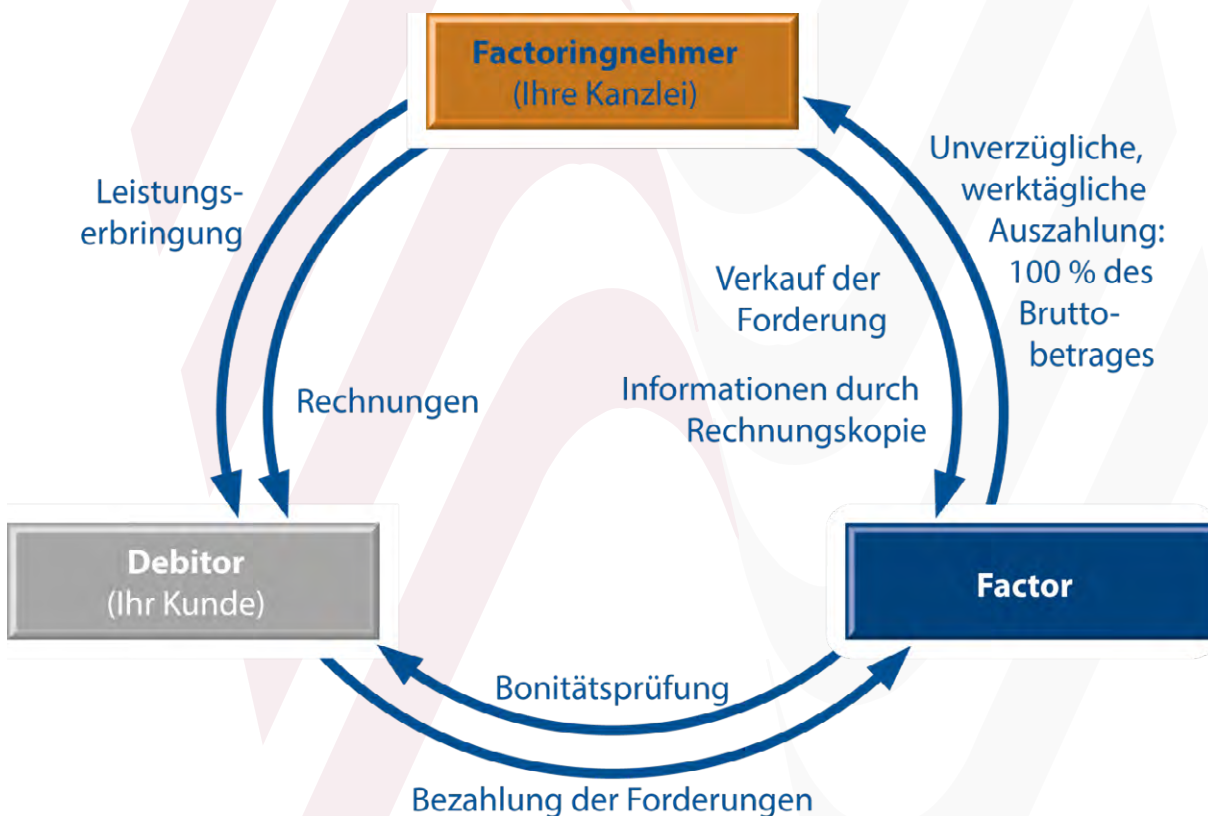 Factoringnehmer
(Ihre Kanzlei)
Leistungs-
erbringung
Rechnungen
Verkauf der
Forderung
Informationen durch
Rechnungskopie
Unverzügliche,
werktägliche
Auszahlung:
100 % des
Brutto-
betrages
Debitor
(Ihr Kunde)
Factor
Bonitätsprüfung
Bezahlung der Forderungen